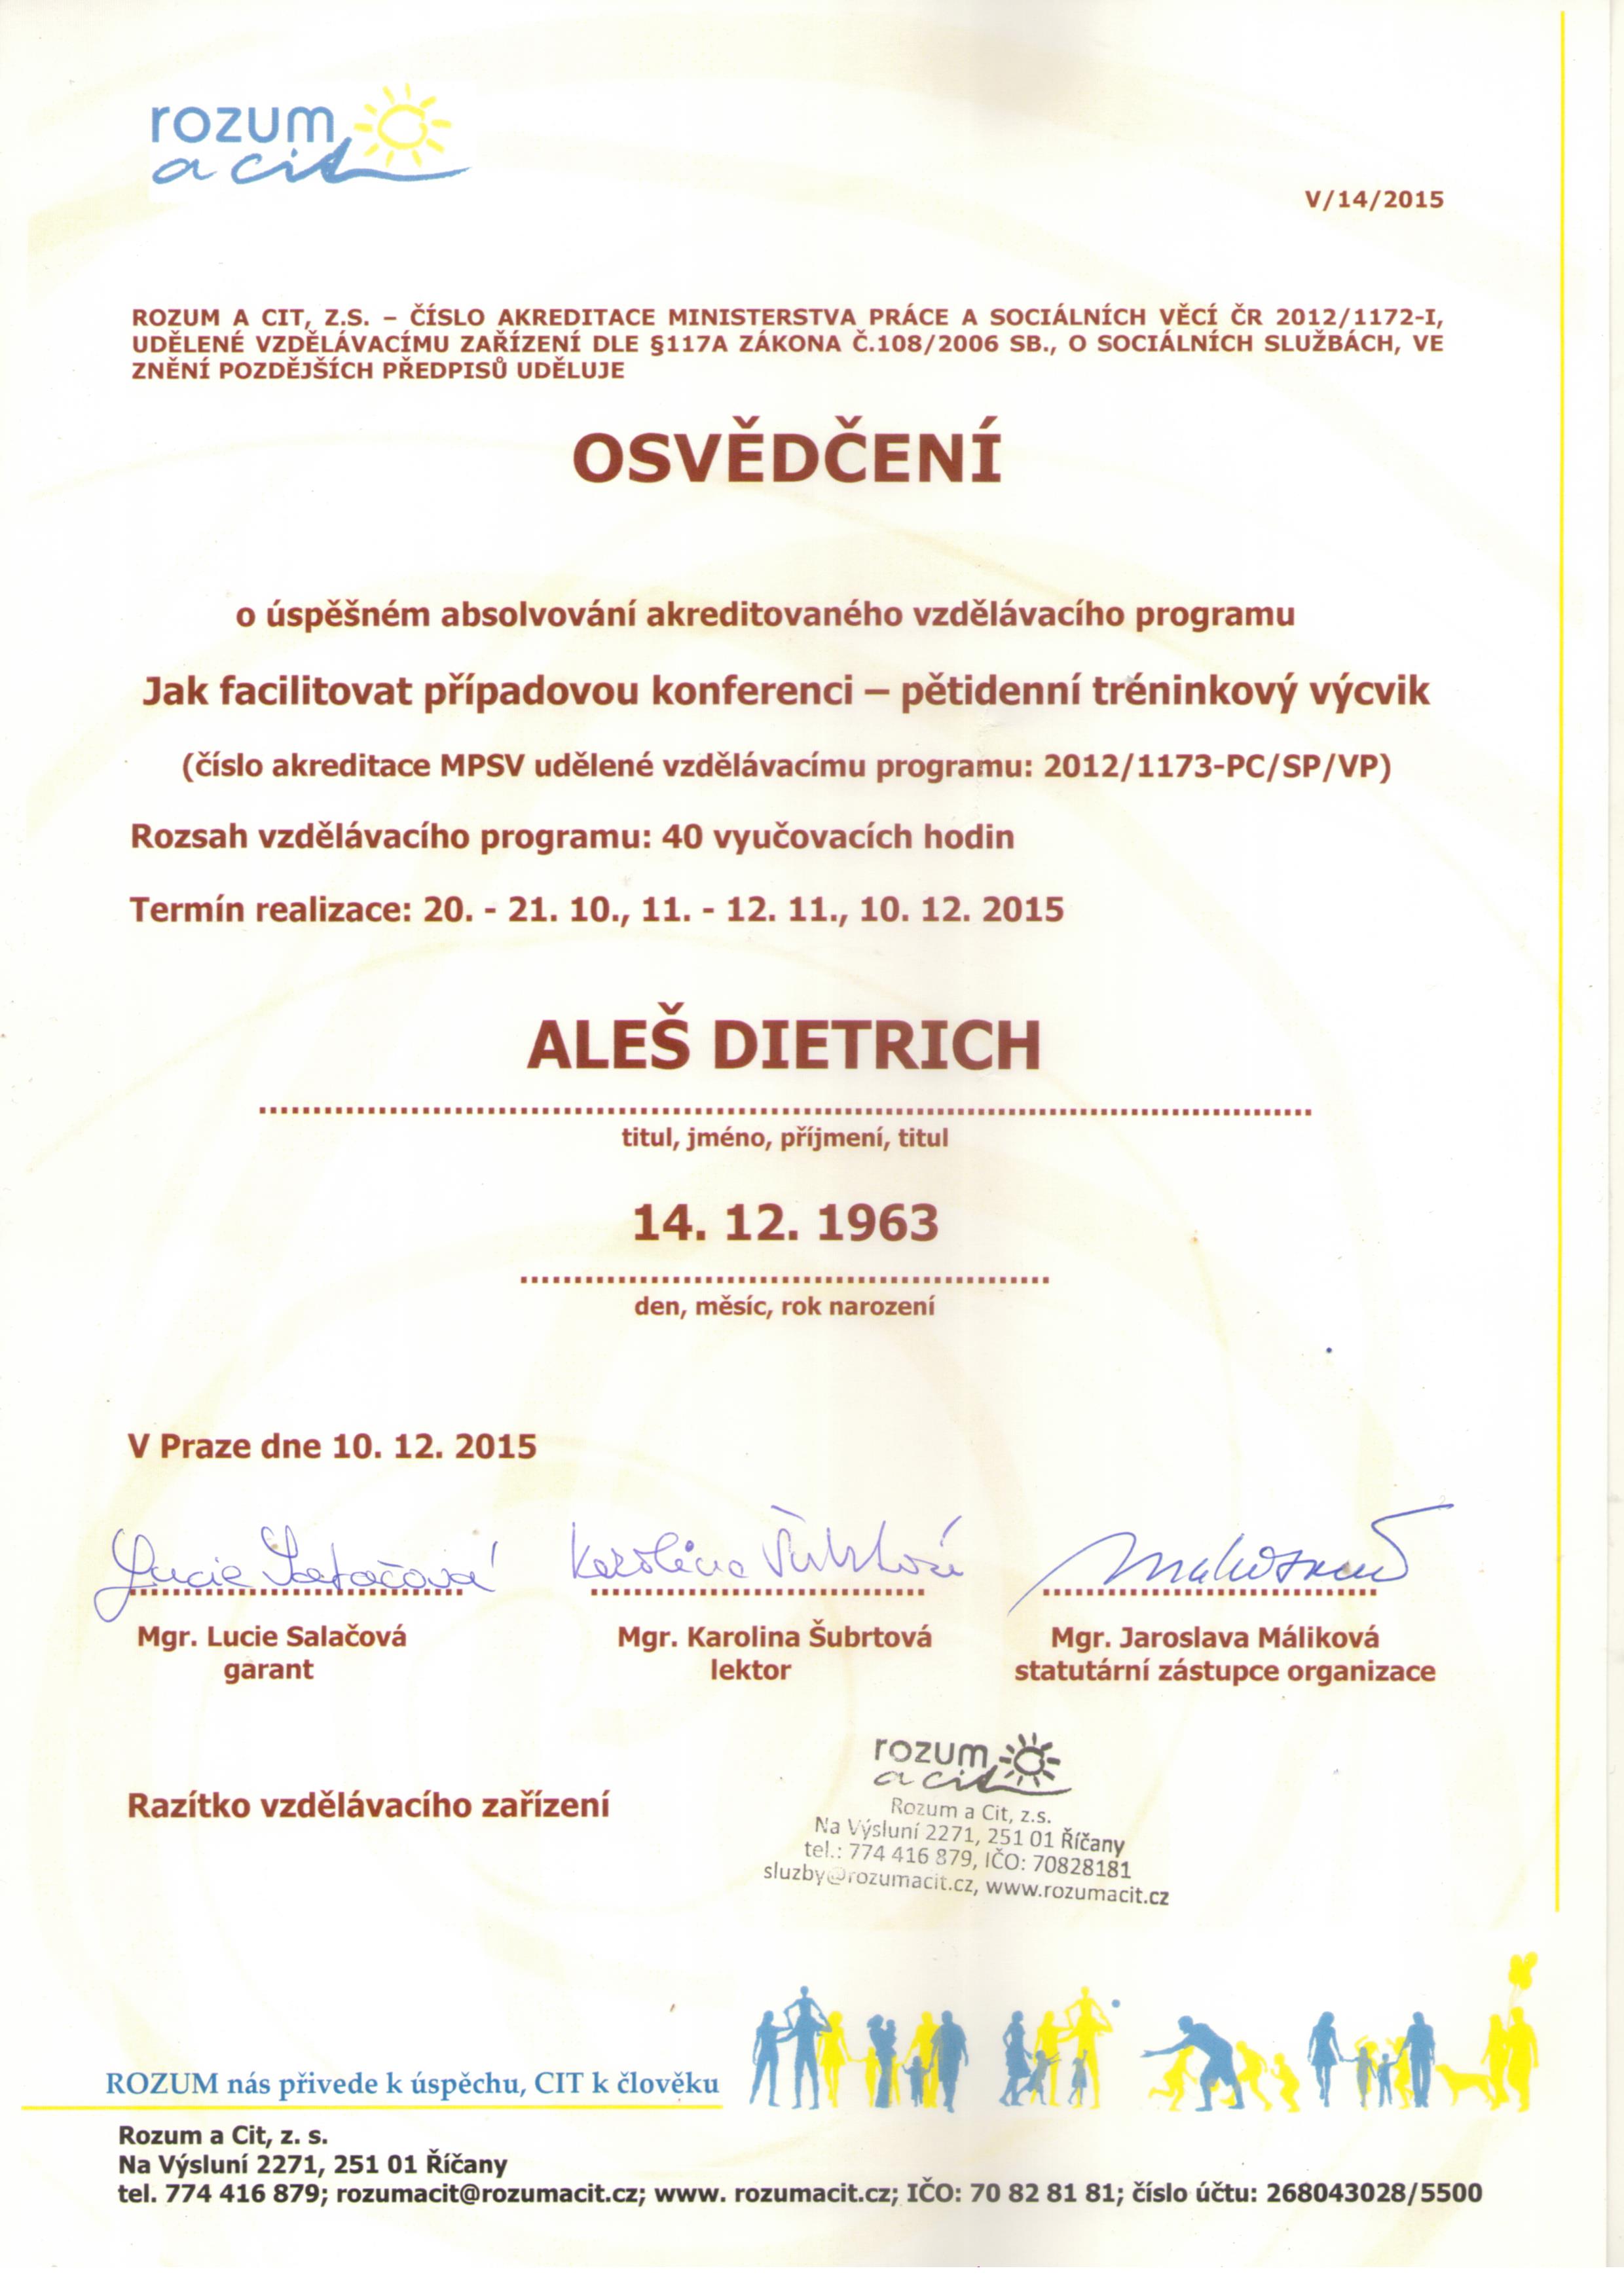 rozum
a cit
V/14/2015
ROZUM A CIT, Z.S. – ČÍSLO AKREDITACE MINISTERSTVA PRÁCE A SOCIÁLNÍCH VĚCÍ ČR 2012/1172-I,
UDĚLENÉ VZDĚLÁVACÍMU ZAŘÍZENÍ DLE §117A ZÁKONA Č.108/2006 SB., O SOCIÁLNÍCH SLUŽBÁCH, VE
ZNĚNÍ POZDĚJŠÍCH PŘEDPISŮ UDĚLUJE
OSVĚDČENÍ
o úspěšném absolvování akreditovaného vzdělávacího programu
Jak facilitovat případovou konferenci – pětidenní tréninkový výcvik
(číslo akreditace MPSV udělené vzdělávacímu programu: 2012/1173-PC/SP/VP)
Rozsah vzdělávacího programu: 40 vyučovacích hodin
Termín realizace: 20. - 21. 10., 11. - 12. 11., 10. 12. 2015
ALEŠ DIETRICH
titul, jméno, příjmení, titul
14. 12. 1963
den, měsíc, rok narození
V Praze dne 10. 12. 2015
Lucie Salačová Karolina Šubrtová
Mgr. Lucie Salačová Mgr. Karolina Šubrtová Mgr. Jaroslava Máliková
garant lektor statutární zástupce organizace
rozum
a cit
Razítko vzdělávacího zařízení
Rozum a Cit, z.s.
Na Výsluní 2271, 251 01 Říčany
tel.: 774 416 879, IČO: 70828181
sluzby@rozumacit.cz, www.rozumacit.cz
ROZUM nás přivede k úspěchu, CIT k člověku
Rozum a Cit, z. s.
Na Výsluní 2271, 251 01 Říčany
tel. 774 416 879; rozumacit@rozumacit.cz; www. rozumacit.cz; IČO: 70 82 81 81; číslo účtu: 268043028/5500